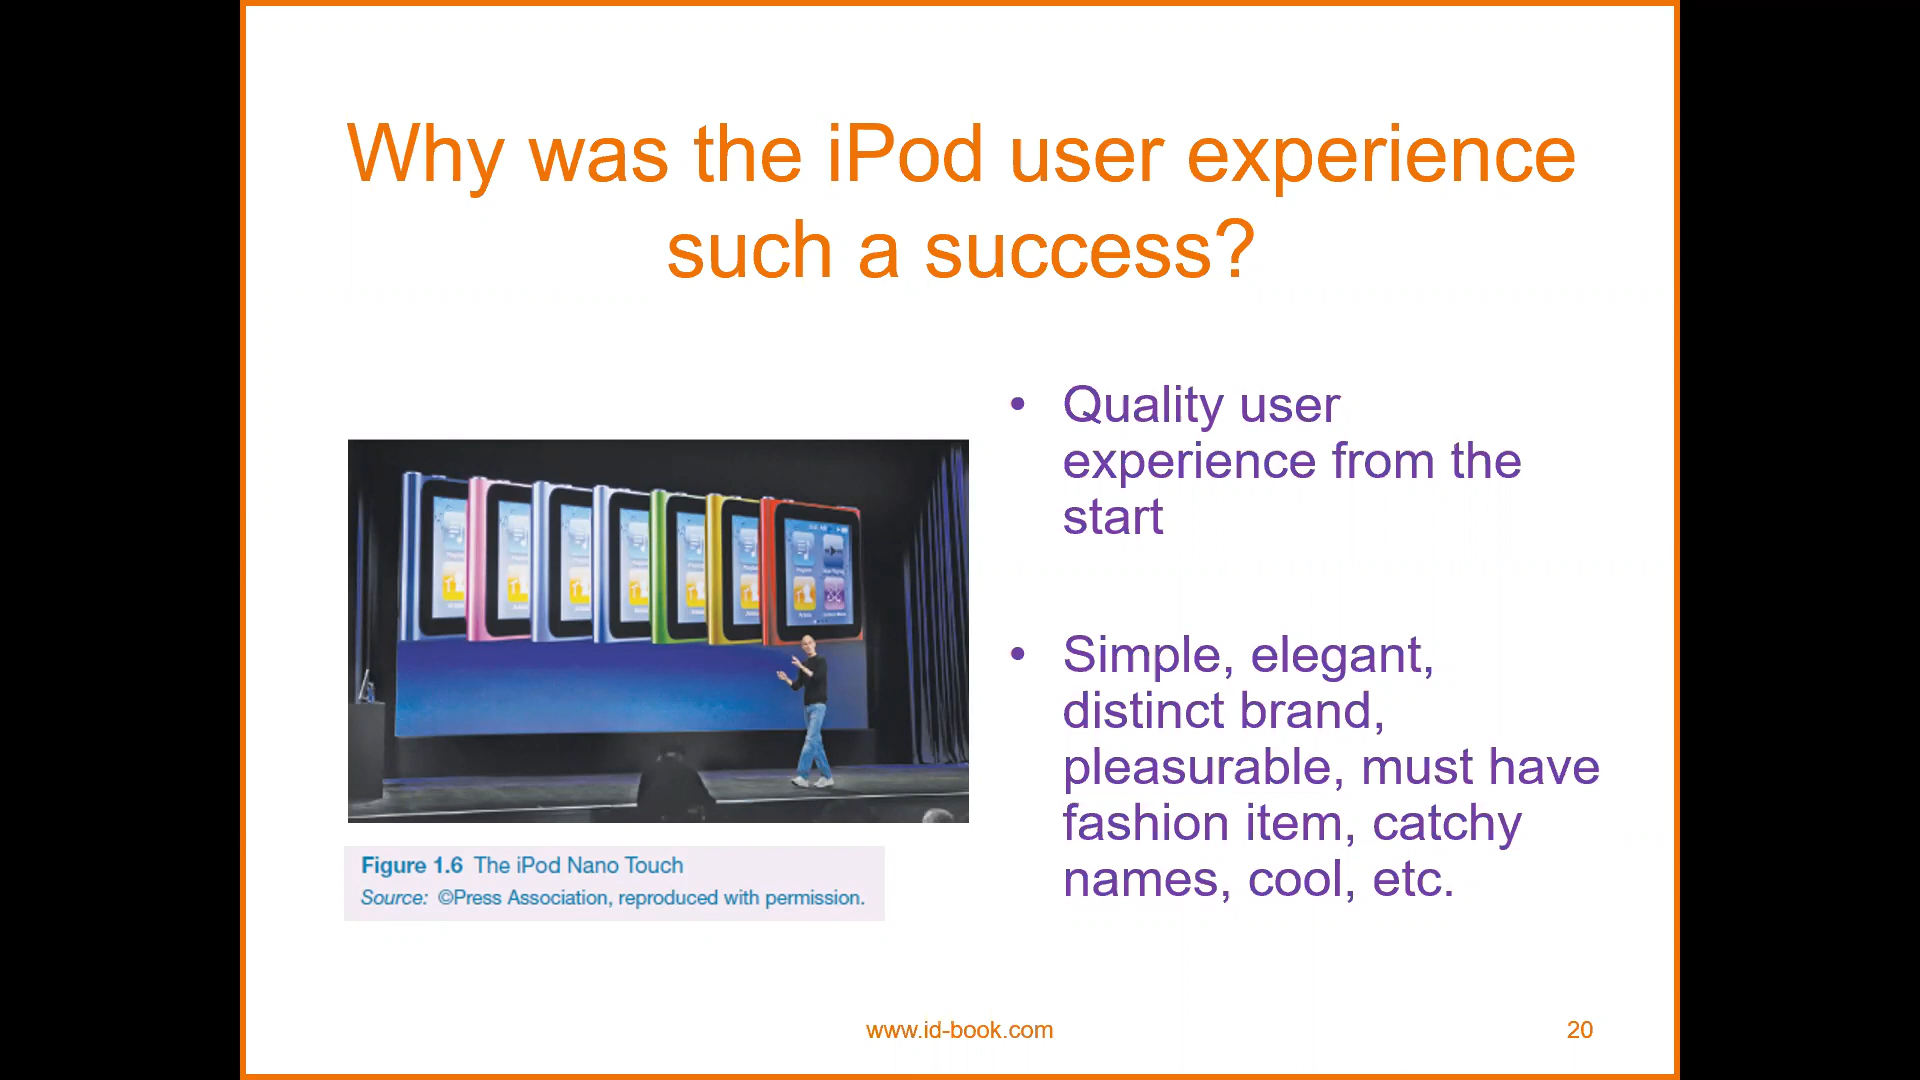 Why was the iPod user experience
such a success?
• Quality user
experience from the
start
• Simple, elegant,
distinct brand,
pleasurable, must have
fashion item, catchy
names, cool, etc.
Figure 1.6 The iPod Nano Touch
Source: ©Press Association, reproduced with permission.
www.id-book.com
20